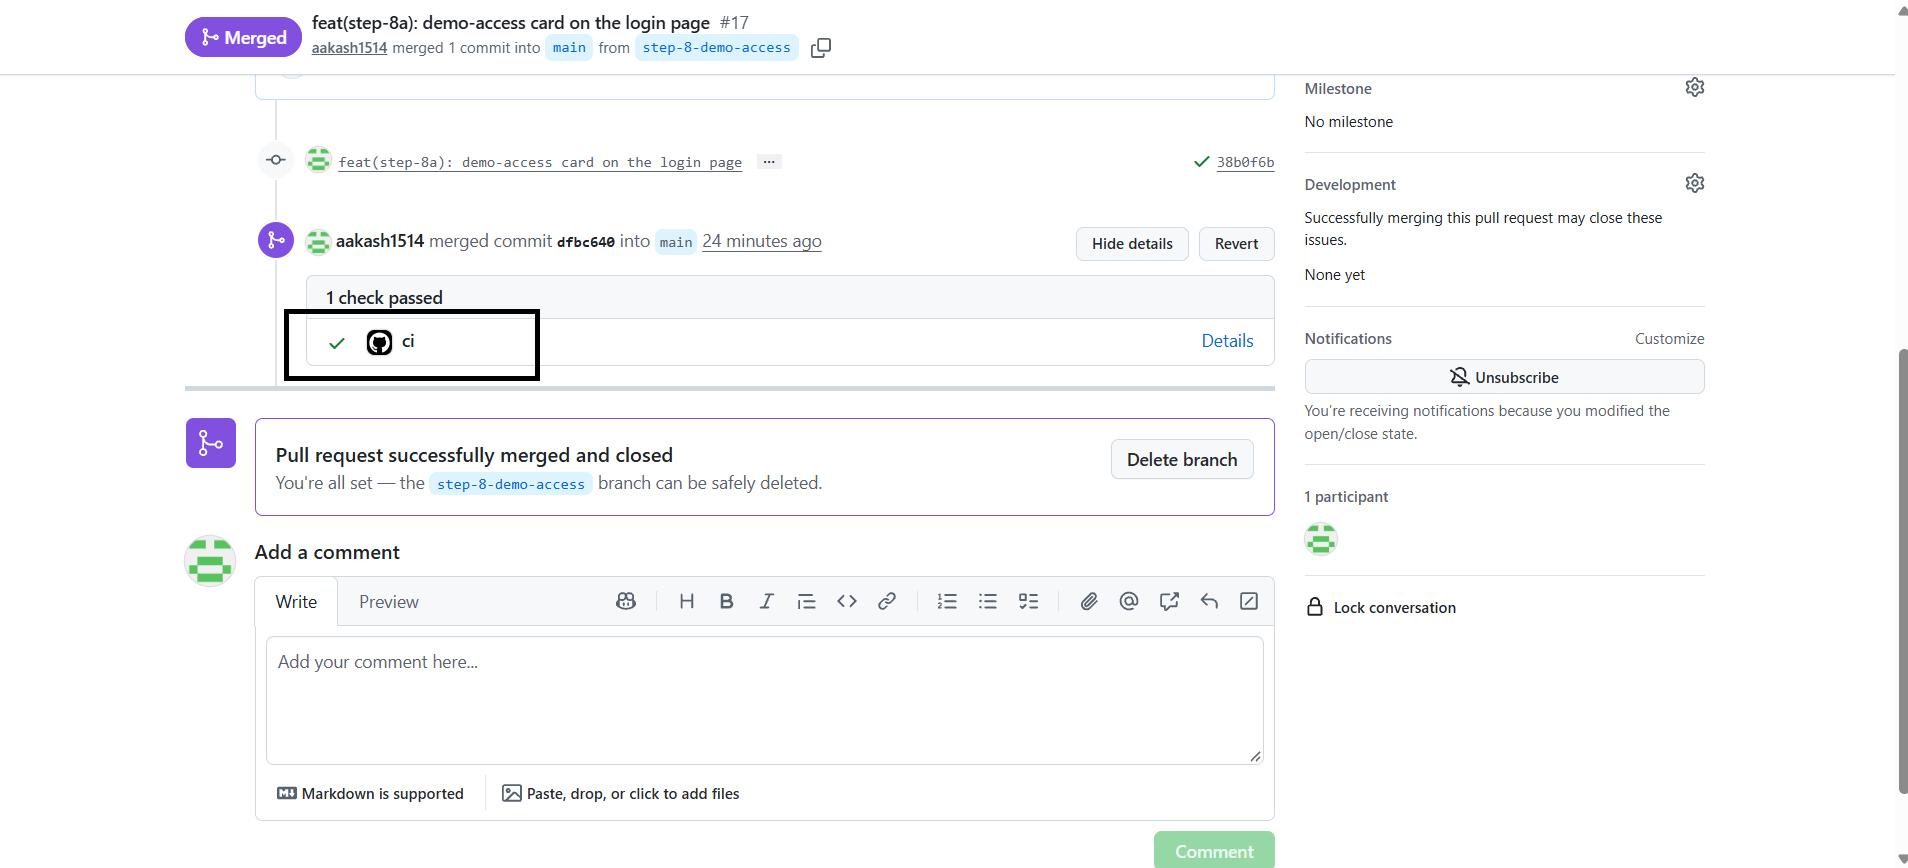 Merged
feat(step-8a): demo-access card on the login page #17
aakash1514 merged 1 commit into main from step-8-demo-access
feat(step-8a): demo-access card on the login page ...
38b0f6b
aakash1514 merged commit dfbc640 into main 24 minutes ago
Hide details
Revert
1 check passed
ci
Details
Pull request successfully merged and closed
You're all set — the step-8-demo-access branch can be safely deleted.
Delete branch
Add a comment
Write
Preview
Add your comment here...
Markdown is supported
Paste, drop, or click to add files
Comment
Milestone
No milestone
Development
Successfully merging this pull request may close these
issues.
None yet
Notifications
Customize
Unsubscribe
You're receiving notifications because you modified the
open/close state.
1 participant
Lock conversation